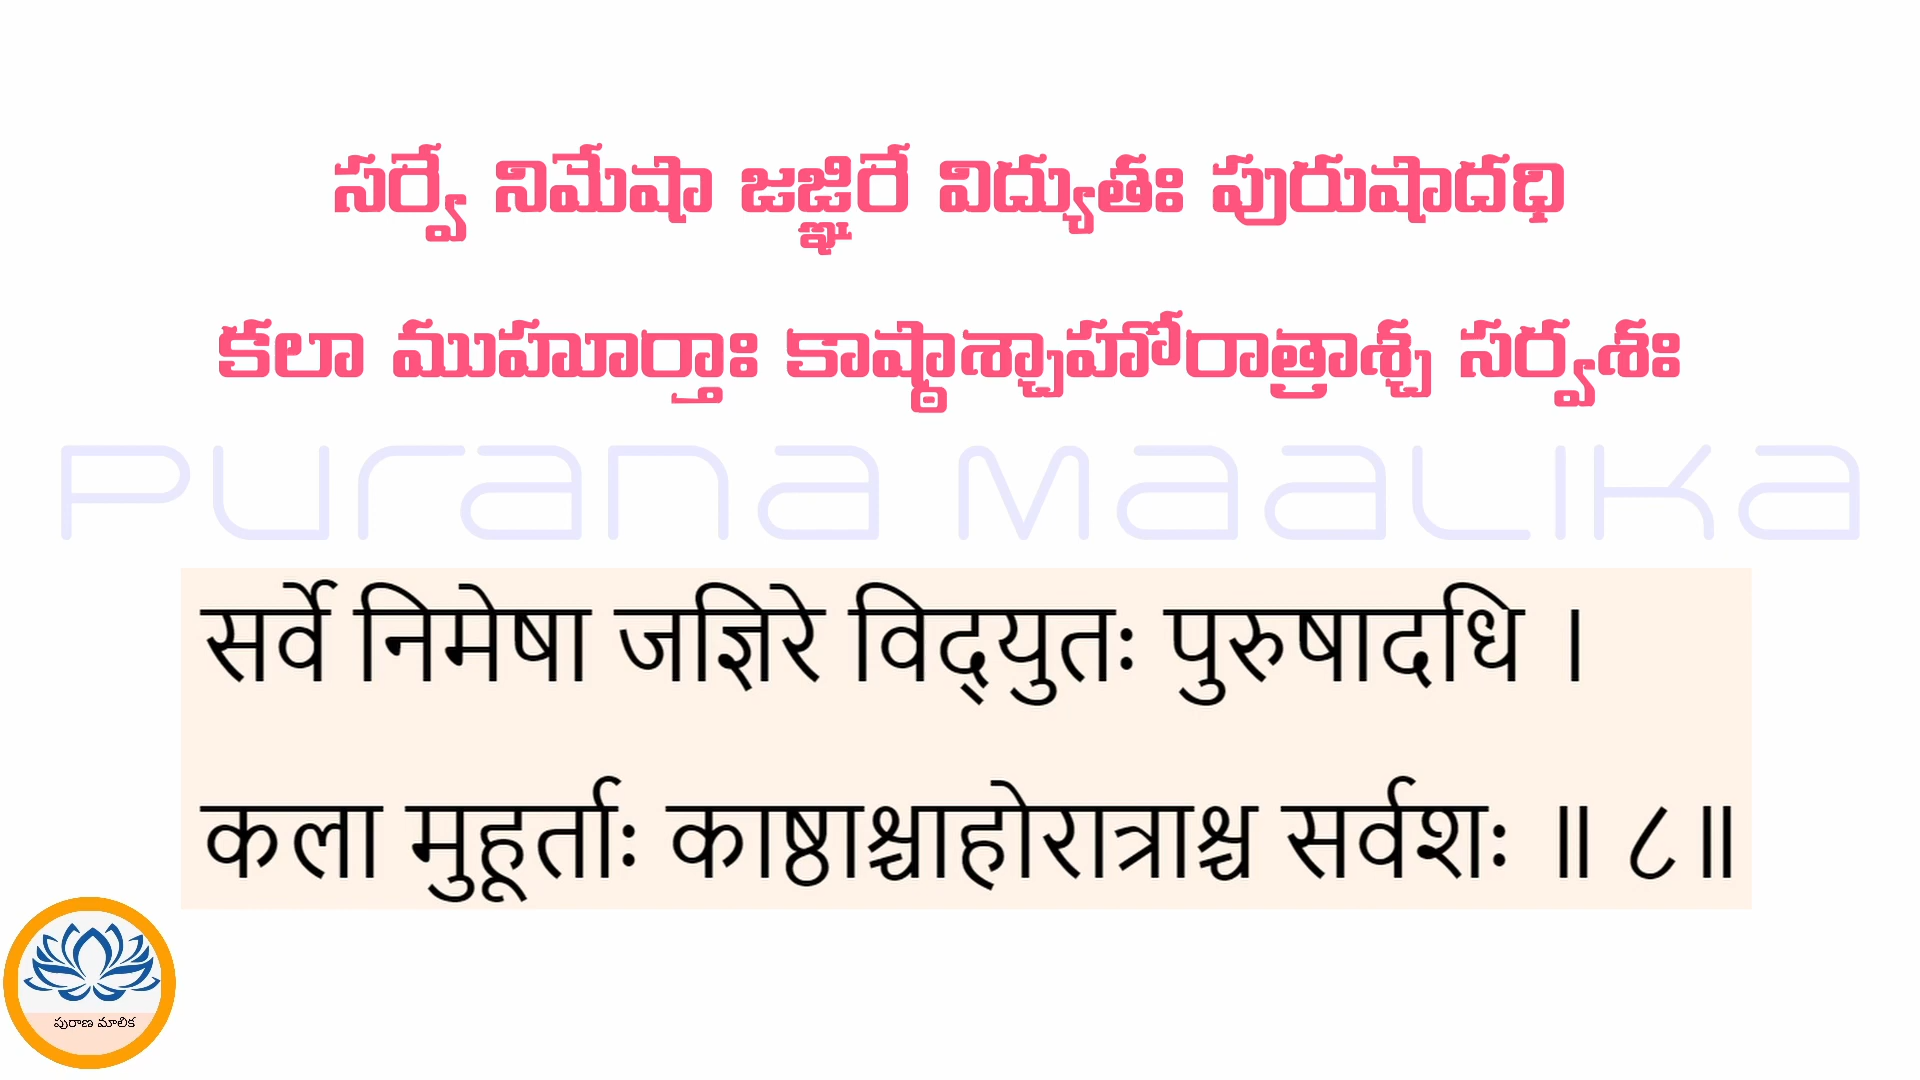 సర్వే నిమేషా జజ్ఞిరే విద్యుతః పురుషాదధి
కలా ముహూర్తాః కాష్ఠాశ్చాహోరాత్రాశ్చ సర్వశః
Purana Maalika
सर्वे निमेषा जज्ञिरे विद्‌युतः पुरुषादधि ।
कला मुहूर्ताः काष्ठाश्चाहोरात्राश्च सर्वशः ॥ ८॥
పురాణ మాలిక